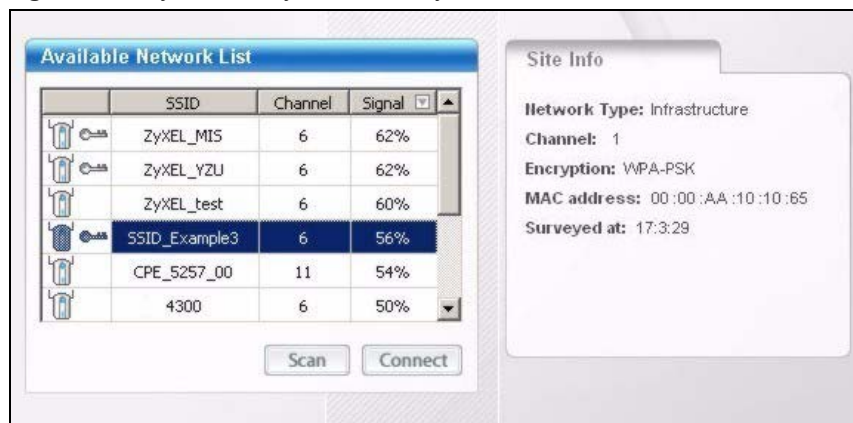 Available Network List
SSID Channel Signal
ZyXEL_MIS 6 62%
ZyXEL_YZU 6 62%
ZyXEL_test 6 60%
SSID_Example3 6 56%
CPE_5257_00 11 54%
4300 6 50%
Scan Connect
Site Info
Network Type: Infrastructure
Channel: 1
Encryption: WPA-PSK
MAC address: 00:00:AA:10:10:65
Surveyed at: 17:3:29